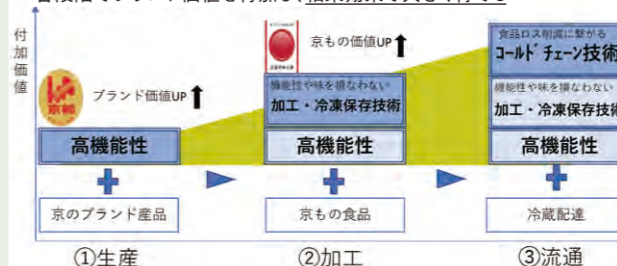 付加価値
ブランド価値UP
高機能性
京のブランド産品
①生産
京もの価値UP
機能性や味を損なわない
加工・冷凍保存技術
高機能性
京もの食品
②加工
食品ロス削減に繋がる
コールドチェーン技術
機能性や味を損なわない
加工・冷凍保存技術
高機能性
冷蔵配達
③流通